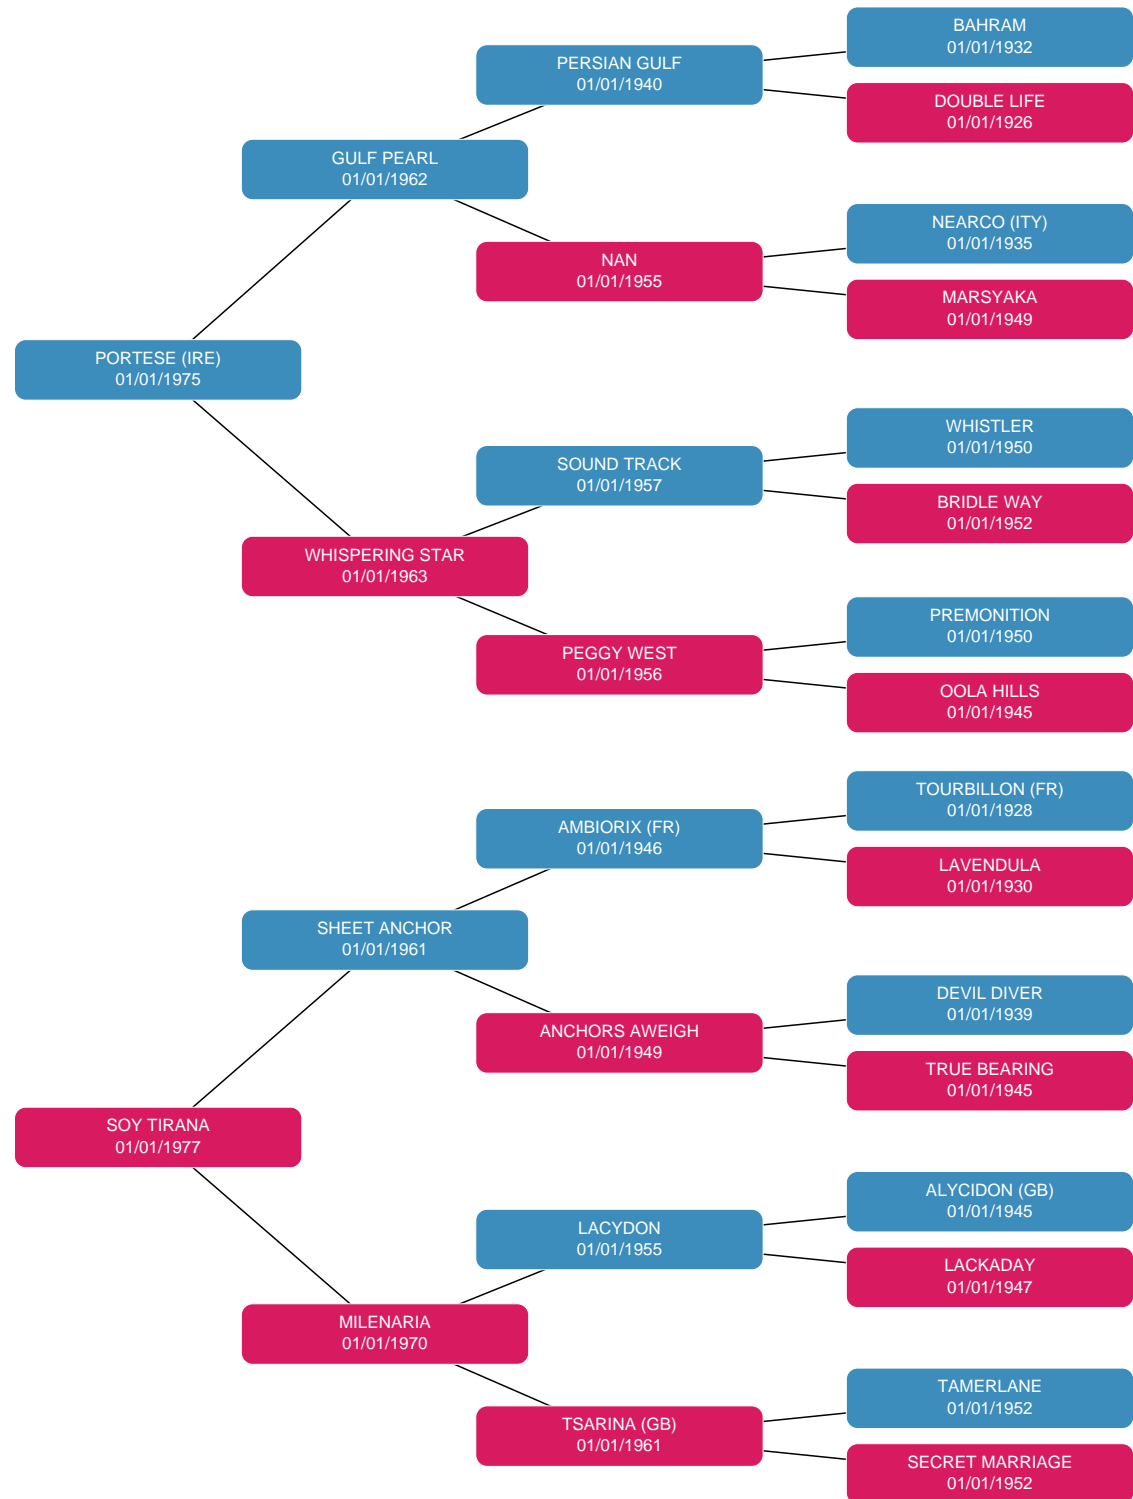 BAHRAM
01/01/1932
PERSIAN GULF
01/01/1940
DOUBLE LIFE
01/01/1926
GULF PEARL
01/01/1962
NEARCO (ITY)
01/01/1935
NAN
01/01/1955
MARSYAKA
01/01/1949
PORTESE (IRE)
01/01/1975
WHISTLER
01/01/1950
SOUND TRACK
01/01/1957
BRIDLE WAY
01/01/1952
WHISPERING STAR
01/01/1963
PREMONITION
01/01/1950
PEGGY WEST
01/01/1956
OOLA HILLS
01/01/1945
TOURBILLON (FR)
01/01/1928
AMBIORIX (FR)
01/01/1946
LAVENDULA
01/01/1930
SHEET ANCHOR
01/01/1961
DEVIL DIVER
01/01/1939
ANCHORS AWEIGH
01/01/1949
TRUE BEARING
01/01/1945
SOY TIRANA
01/01/1977
ALYCIDON (GB)
01/01/1945
LACYDON
01/01/1955
LACKADAY
01/01/1947
MILENARIA
01/01/1970
TAMERLANE
01/01/1952
TSARINA (GB)
01/01/1961
SECRET MARRIAGE
01/01/1952